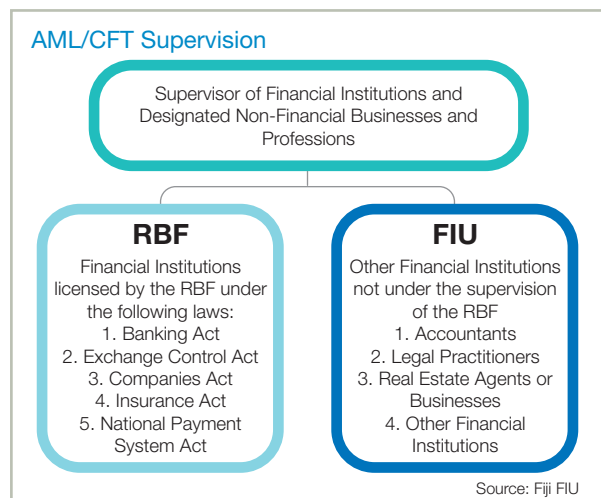 AML/CFT Supervision
Supervisor of Financial Institutions and
Designated Non-Financial Businesses and
Professions
RBF
Financial Institutions
licensed by the RBF under
the following laws:
1. Banking Act
2. Exchange Control Act
3. Companies Act
4. Insurance Act
5. National Payment
System Act
FIU
Other Financial Institutions
not under the supervision
of the RBF
1. Accountants
2. Legal Practitioners
3. Real Estate Agents or
Businesses
4. Other Financial
Institutions
Source: Fiji FIU